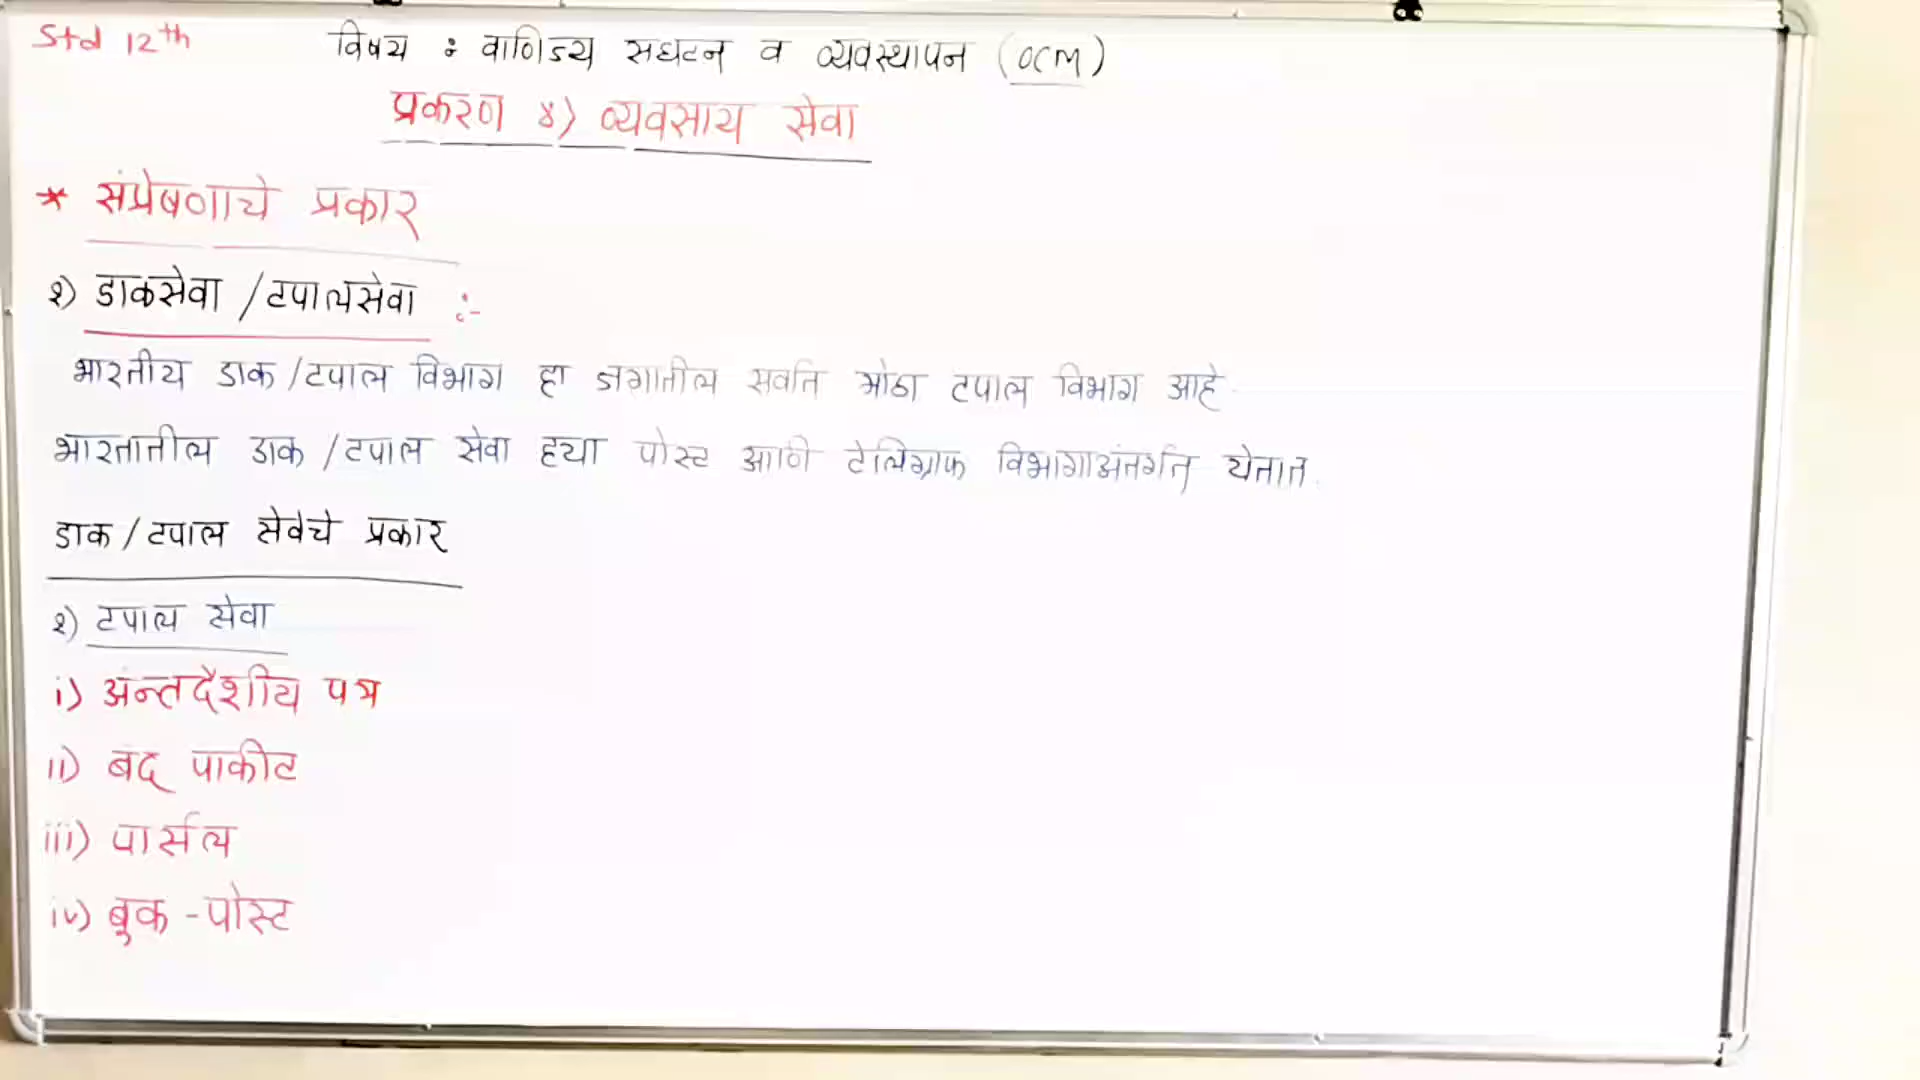 Std 12th
विषय : वाणिज्य संघटन व व्यवस्थापन (OCM)
प्रकरण ४) व्यवसाय सेवा
* संप्रेषणाचे प्रकार
१) डाकसेवा / टपालसेवा :-
भारतीय डाक / टपाल विभाग हा जगातील सर्वात मोठा टपाल विभाग आहे.
भारतातील डाक / टपाल सेवा हया पोस्ट आणि टेलिग्राफ विभागाअंतर्गत येतात.
डाक / टपाल सेवेचे प्रकार
१) टपाल सेवा
i) अन्तर्देशीय पत्र
ii) बंद पाकीट
iii) पार्सल
iv) बुक - पोस्ट